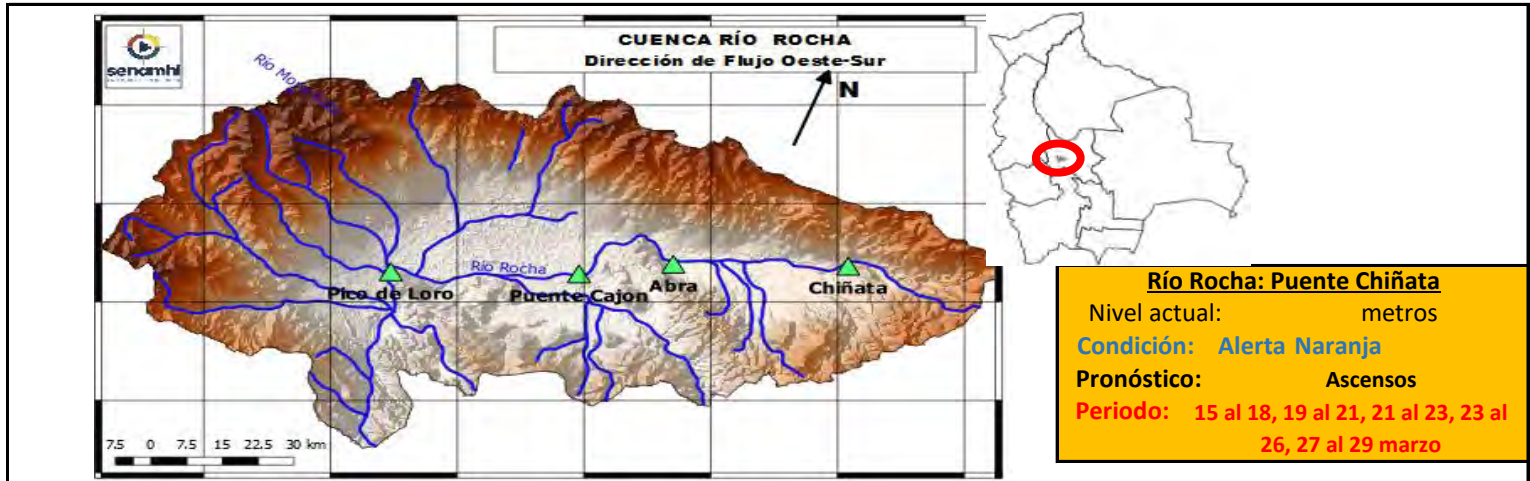 senamhi
CUENCA RÍO ROCHA
Dirección de Flujo Oeste-Sur
N
Río
Río Rocha
Pico de Loro
Puente Cajon
Abra
Chiñata
7.5 0 7.5 15 22.5 30 km
Río Rocha: Puente Chiñata
Nivel actual: metros
Condición: Alerta Naranja
Pronóstico: Ascensos
Periodo: 15 al 18, 19 al 21, 21 al 23, 23 al
26, 27 al 29 marzo